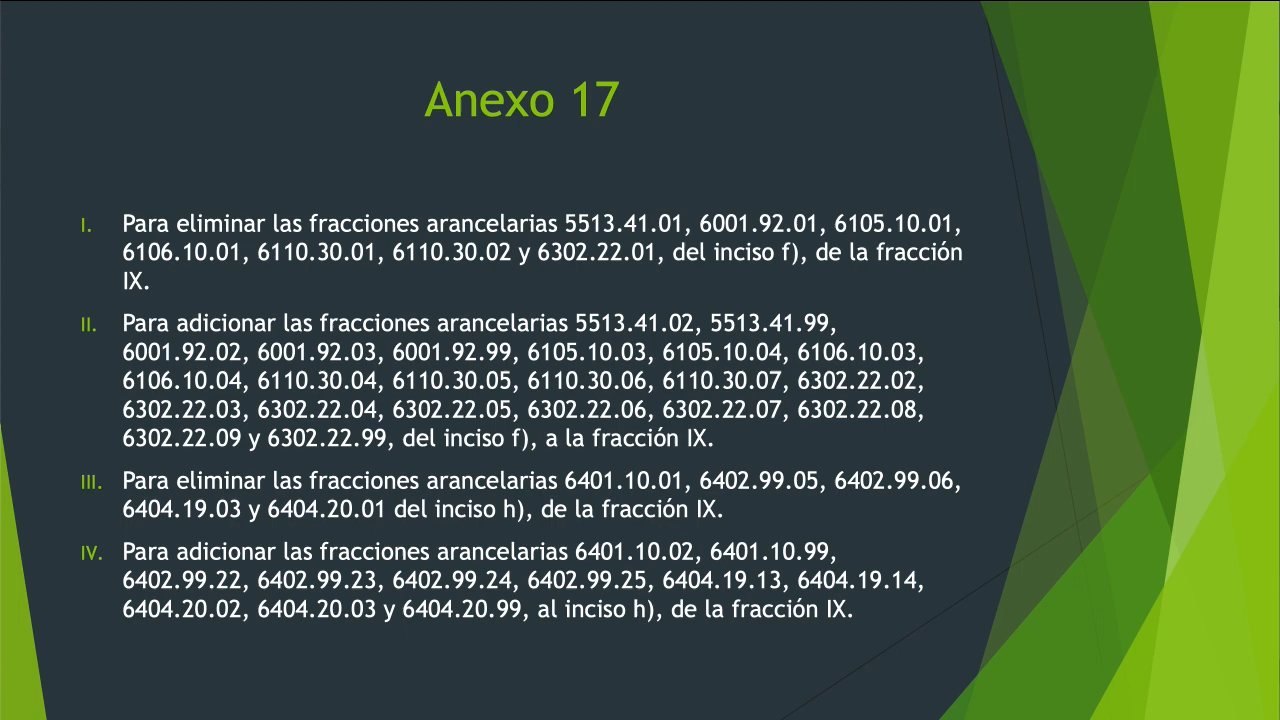 Anexo 17
I. Para eliminar las fracciones arancelarias 5513.41.01, 6001.92.01, 6105.10.01,
6106.10.01, 6110.30.01, 6110.30.02 y 6302.22.01, del inciso f), de la fracción
IX.
II. Para adicionar las fracciones arancelarias 5513.41.02, 5513.41.99,
6001.92.02, 6001.92.03, 6001.92.99, 6105.10.03, 6105.10.04, 6106.10.03,
6106.10.04, 6110.30.04, 6110.30.05, 6110.30.06, 6110.30.07, 6302.22.02,
6302.22.03, 6302.22.04, 6302.22.05, 6302.22.06, 6302.22.07, 6302.22.08,
6302.22.09 y 6302.22.99, del inciso f), a la fracción IX.
III. Para eliminar las fracciones arancelarias 6401.10.01, 6402.99.05, 6402.99.06,
6404.19.03 y 6404.20.01 del inciso h), de la fracción IX.
IV. Para adicionar las fracciones arancelarias 6401.10.02, 6401.10.99,
6402.99.22, 6402.99.23, 6402.99.24, 6402.99.25, 6404.19.13, 6404.19.14,
6404.20.02, 6404.20.03 y 6404.20.99, al inciso h), de la fracción IX.